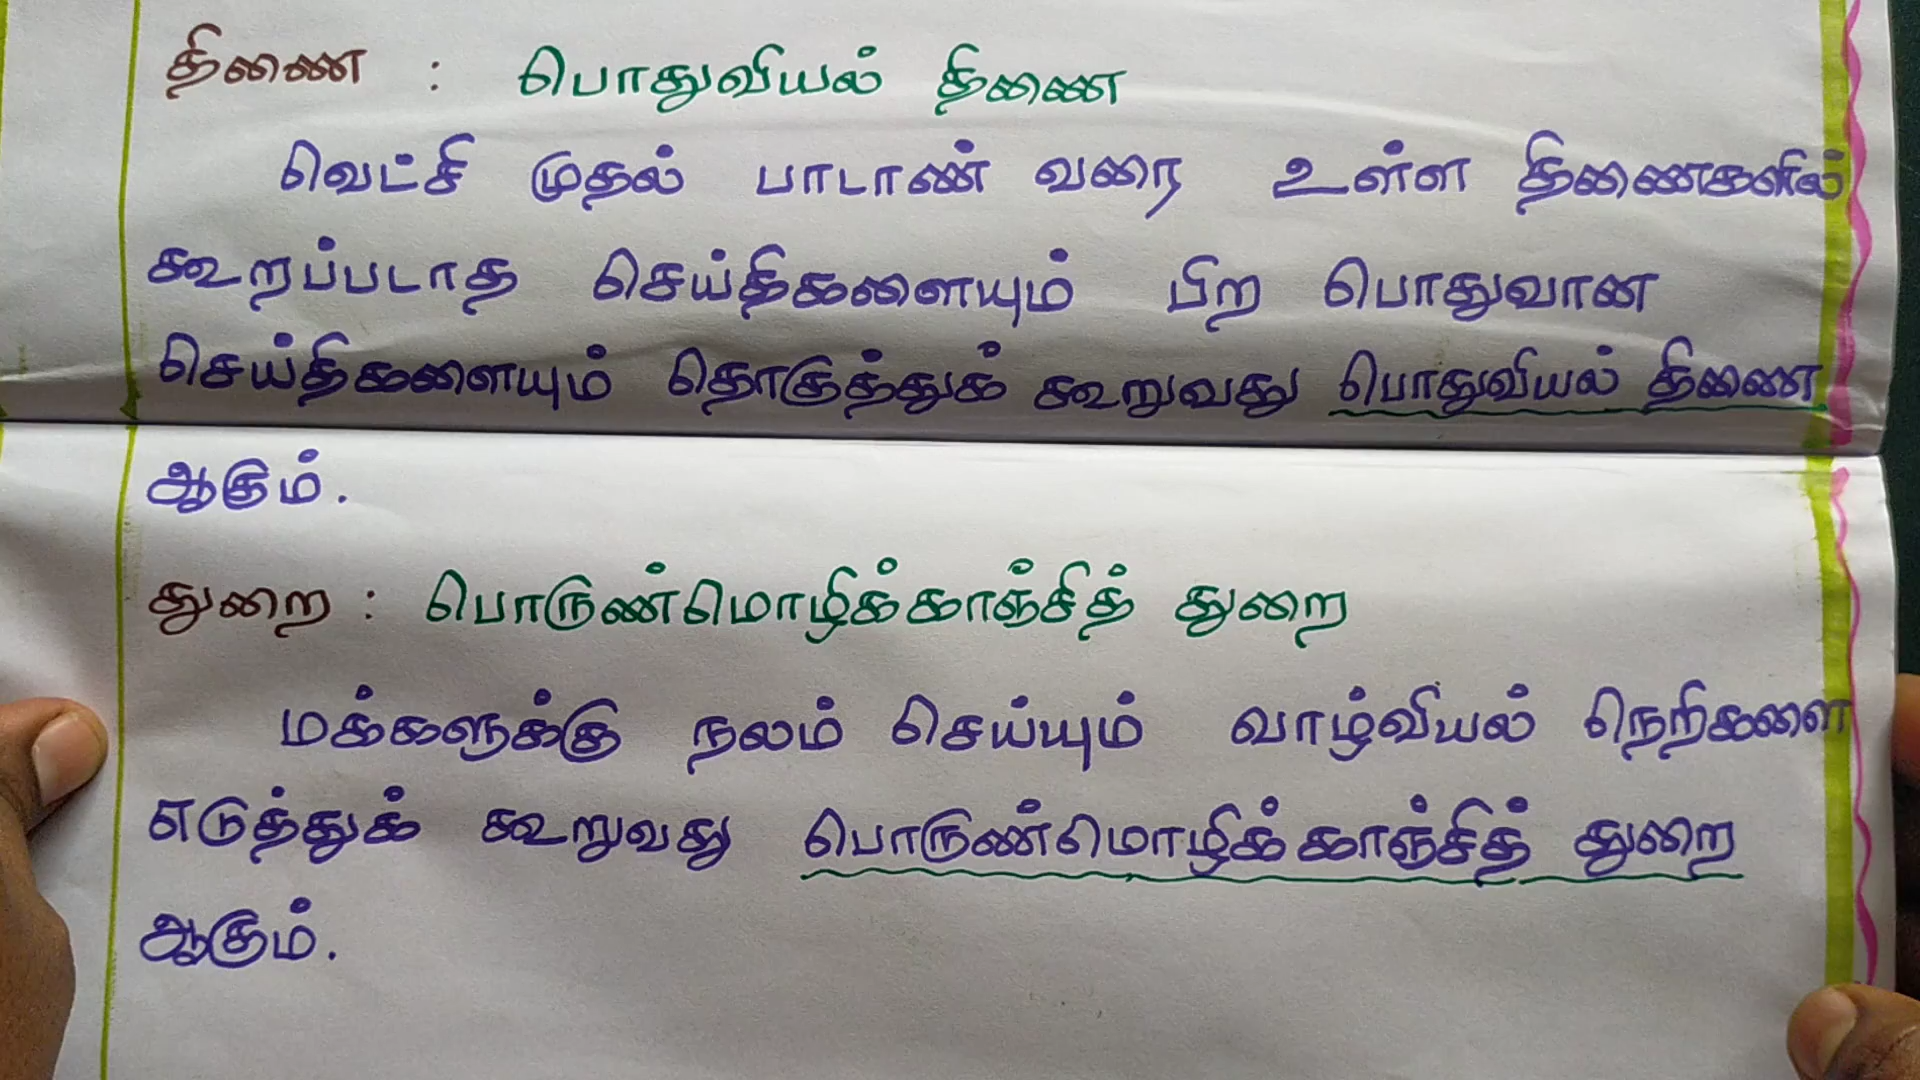 திணை : பொதுவியல் திணை
வெட்சி முதல் பாடாண் வரை உள்ள திணைகளில்
கூறப்படாத செய்திகளையும் பிற பொதுவான
செய்திகளையும் தொகுத்துக் கூறுவது பொதுவியல் திணை
ஆகும்.
துறை : பொருண்மொழிக்காஞ்சித் துறை
மக்களுக்கு நலம் செய்யும் வாழ்வியல் நெறிகளை
எடுத்துக் கூறுவது பொருண்மொழிக்காஞ்சித் துறை
ஆகும்.